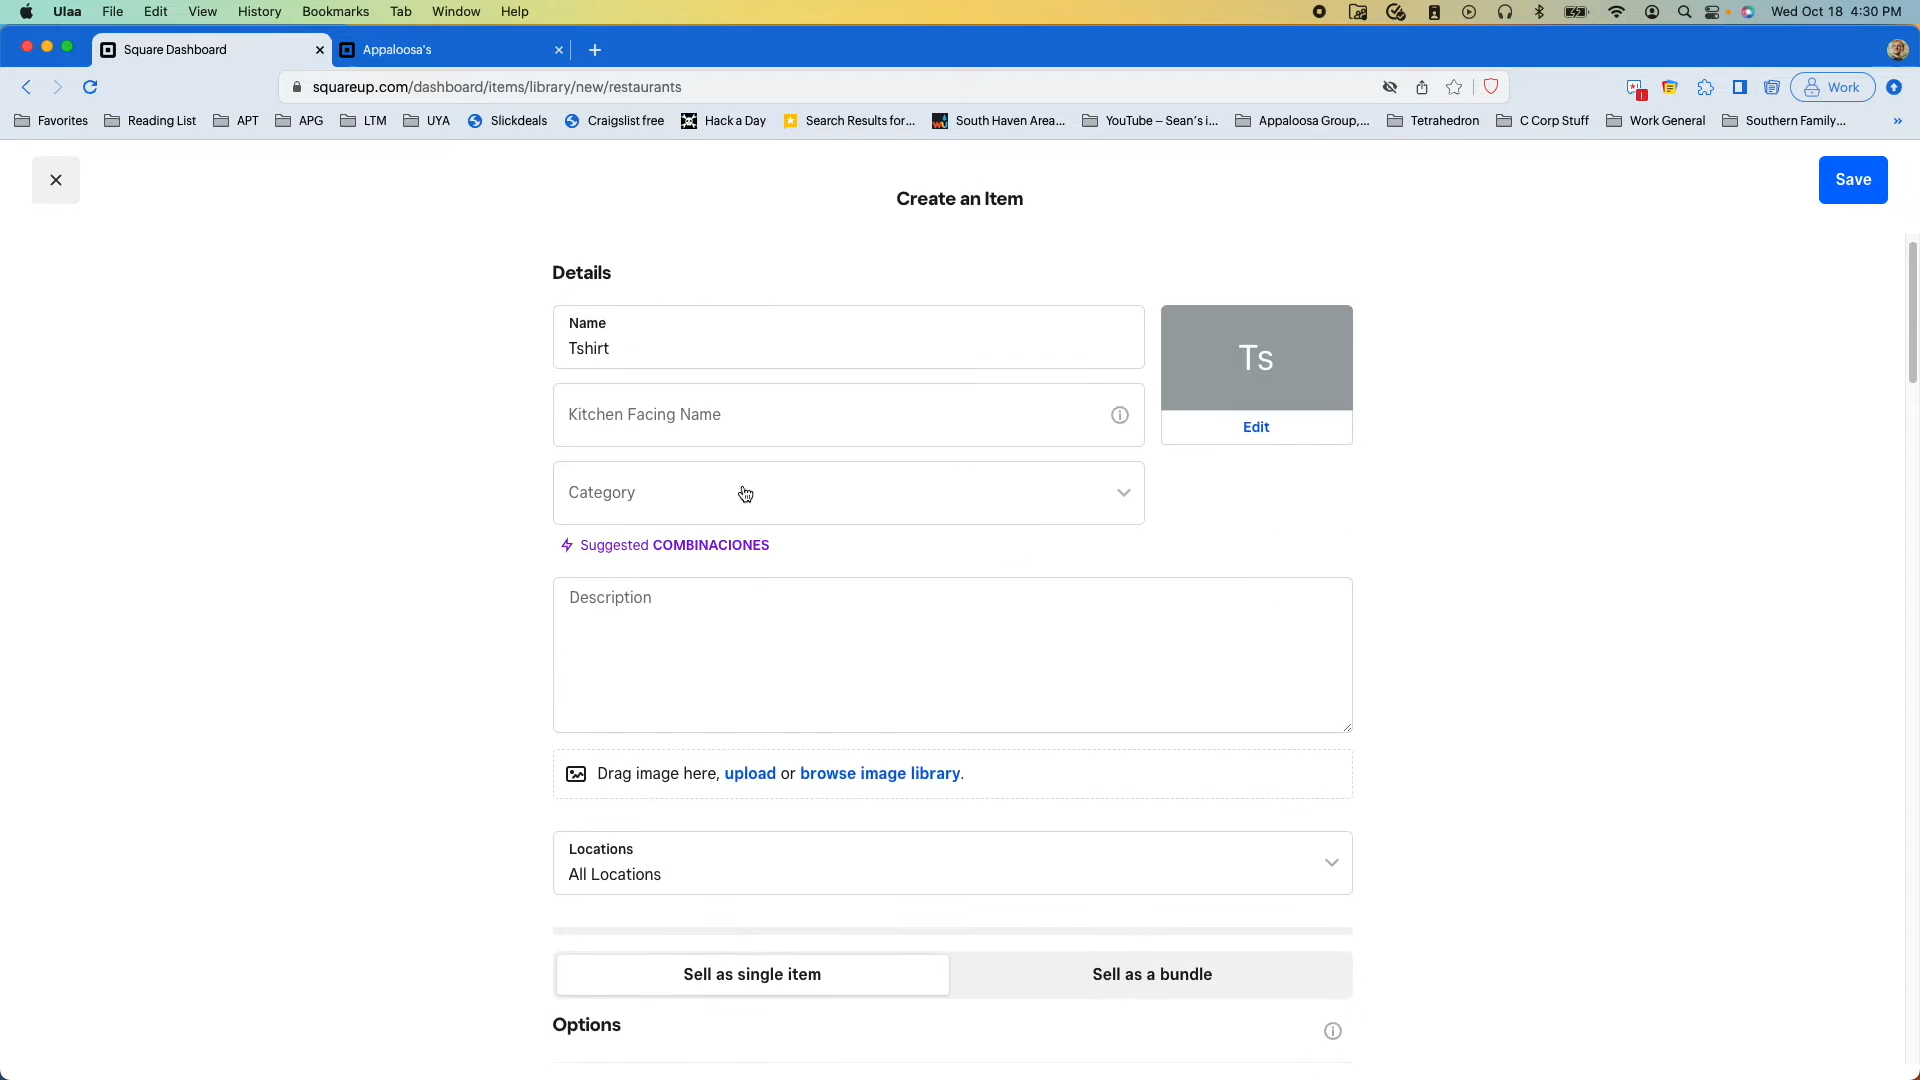 Ulaa File Edit View History Bookmarks Tab Window Help Wed Oct 18 4:30 PM
Square Dashboard Appaloosa's
squareup.com/dashboard/items/library/new/restaurants Work
Favorites Reading List APT APG LTM UYA Slickdeals Craigslist free Hack a Day Search Results for... South Haven Area... YouTube – Sean's i... Appaloosa Group,... Tetrahedron C Corp Stuff Work General Southern Family... »
Create an Item
Save
Details
Name
Tshirt
Ts
Kitchen Facing Name
Edit
Category
Suggested COMBINACIONES
Description
Drag image here, upload or browse image library.
Locations
All Locations
Sell as single item Sell as a bundle
Options